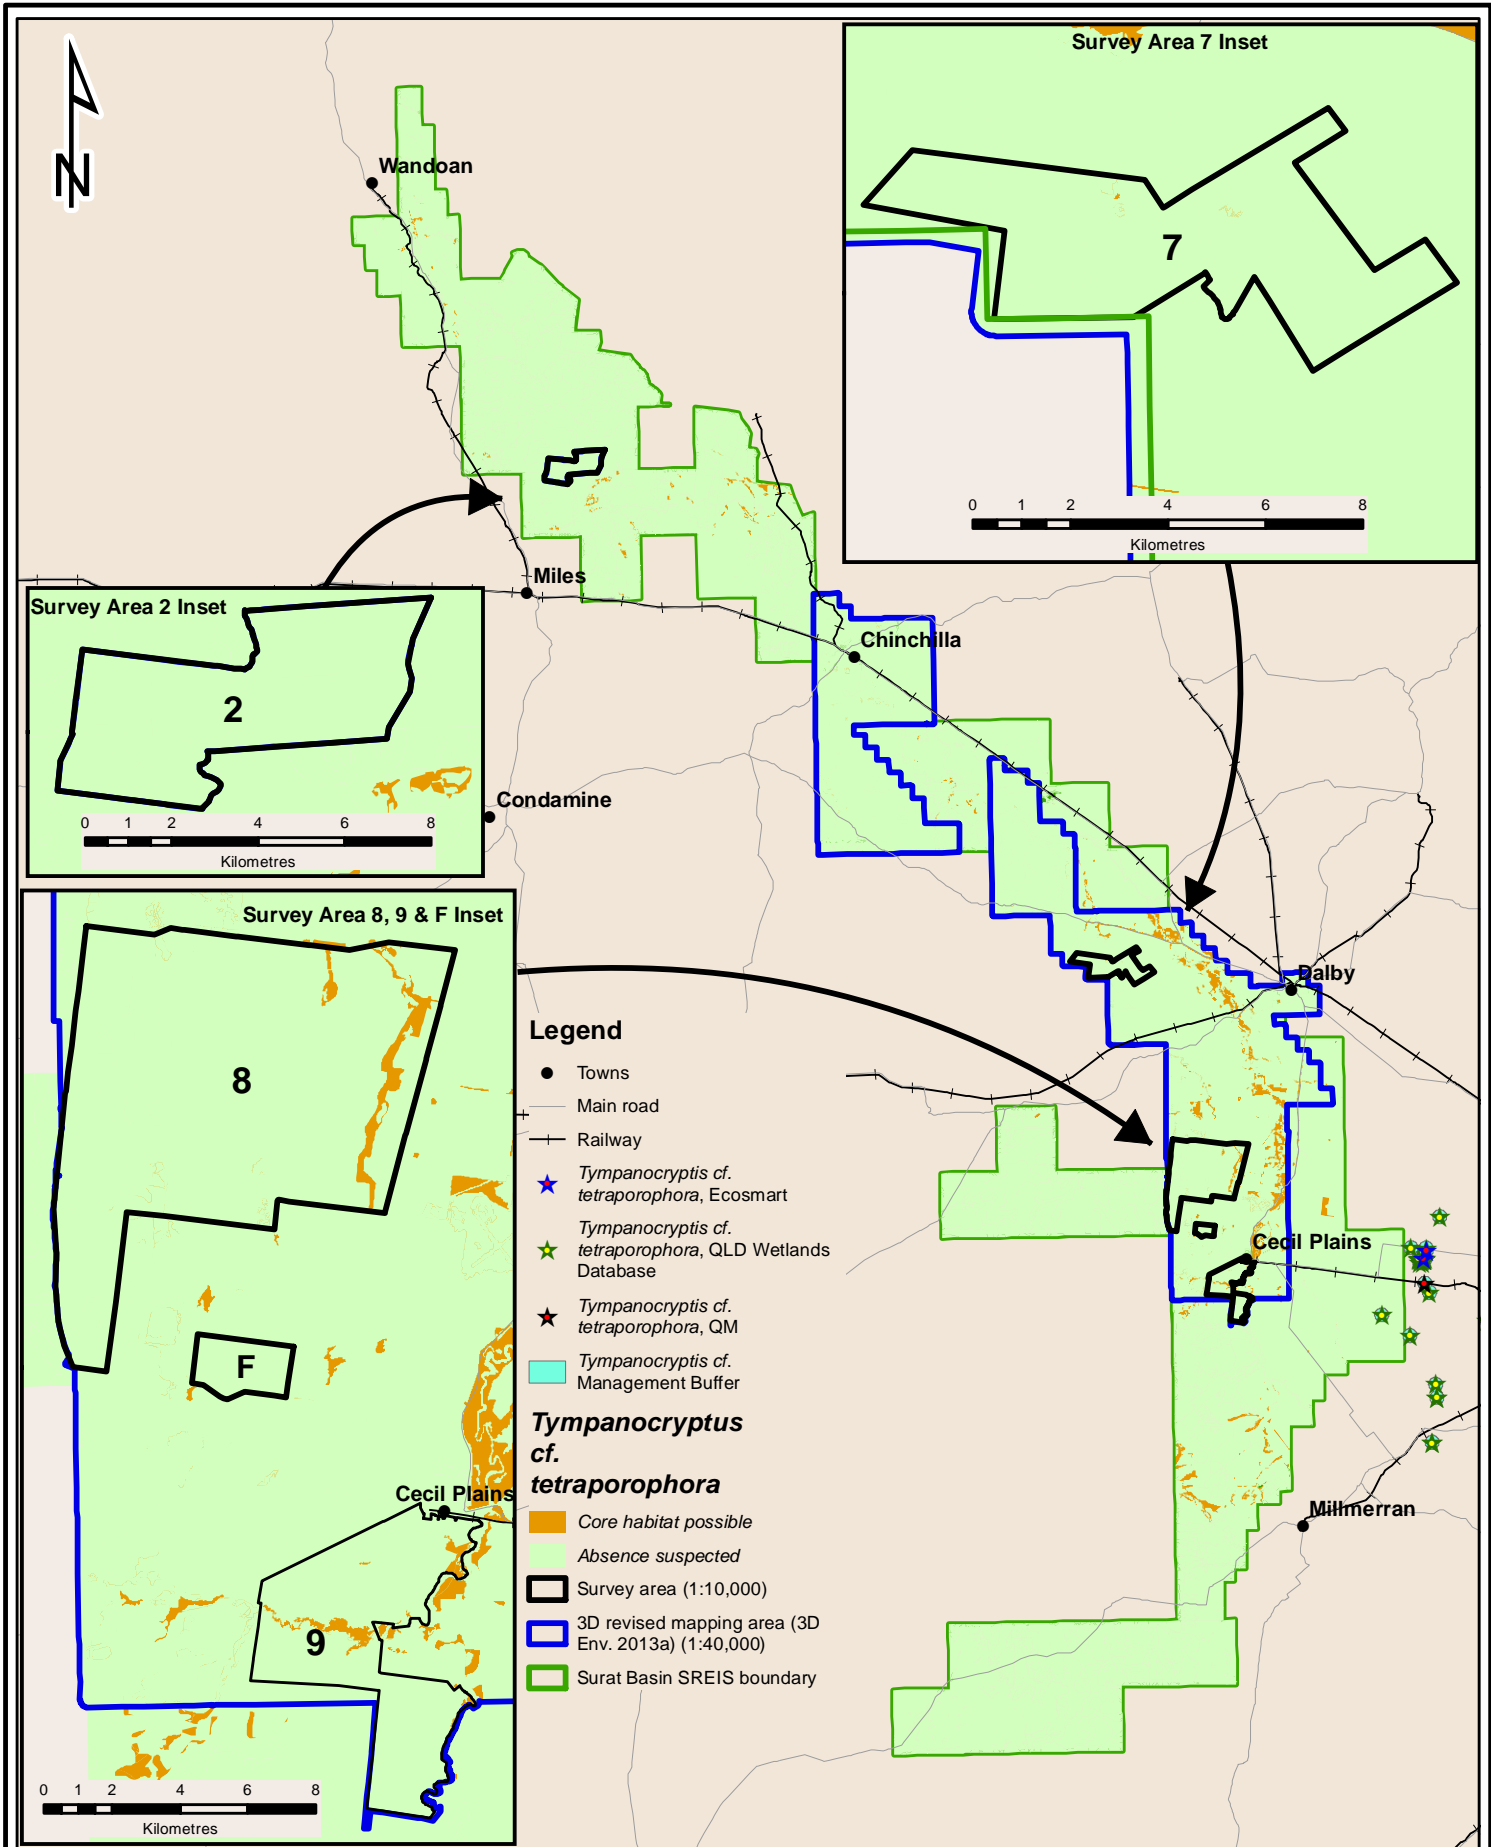 Survey Area 7 Inset
N
Wandoan
7
0 1 2 4 6 8
Kilometres
Miles
Survey Area 2 Inset
2
0 1 2 4 6 8
Kilometres
Chinchilla
Condamine
Survey Area 8, 9 & F Inset
8
F
Cecil Plains
9
0 1 2 4 6 8
Kilometres
Dalby
Cecil Plains
Millmerran
Legend
Towns
Main road
Railway
Tympanocryptis cf.
tetraporophora, Ecosmart
Tympanocryptis cf.
tetraporophora, QLD Wetlands
Database
Tympanocryptis cf.
tetraporophora, QM
Tympanocryptis cf.
Management Buffer
Tympanocryptus
cf.
tetraporophora
Core habitat possible
Absence suspected
Survey area (1:10,000)
3D revised mapping area (3D
Env. 2013a) (1:40,000)
Surat Basin SREIS boundary